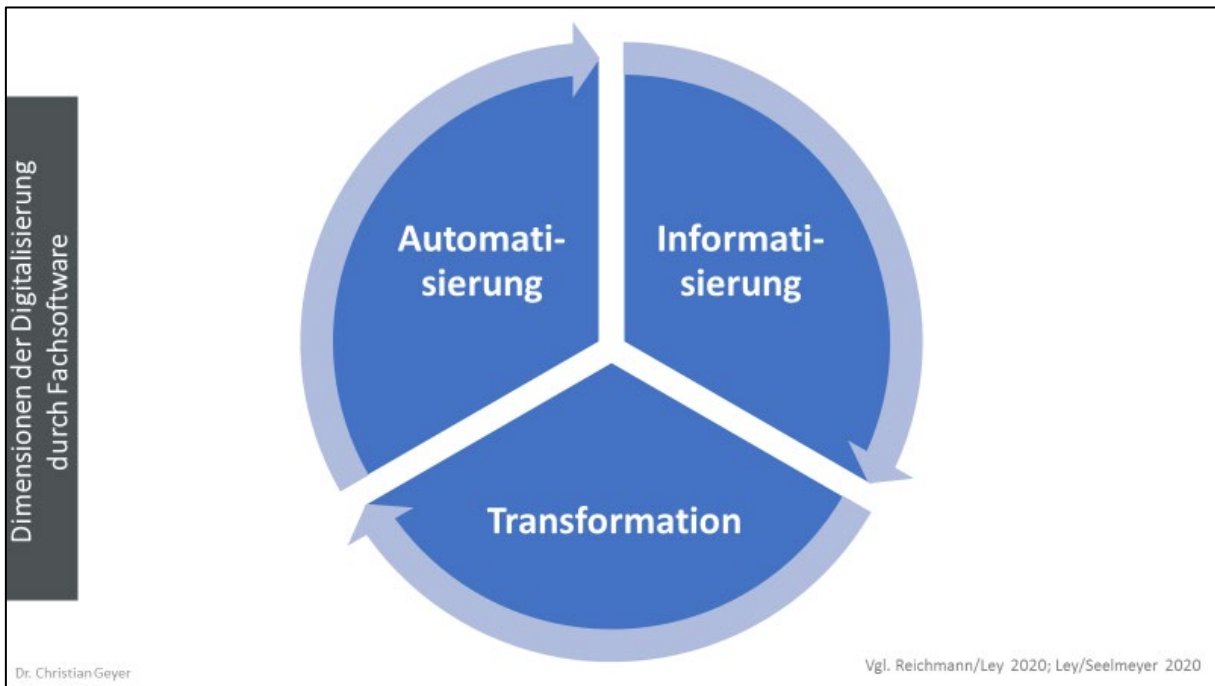 Dimensionen der Digitalisierung
durch Fachsoftware
Automati-
sierung
Informati-
sierung
Transformation
Dr. Christian Geyer
Vgl. Reichmann/Ley 2020; Ley/Seelmeyer 2020